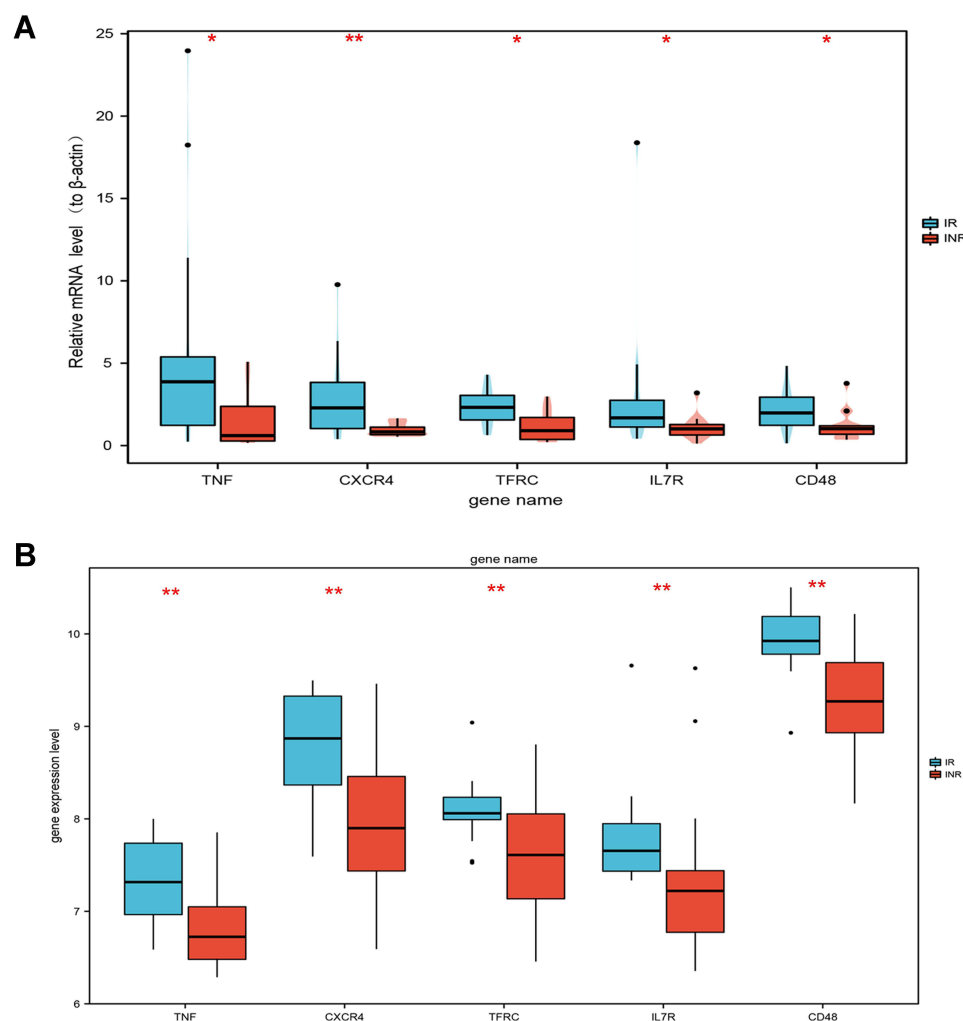 A
* ** * * *
25
20
15
10
5
0
Relative mRNA level（to β-actin）
TNF CXCR4 TFRC IL7R CD48
gene name
IR
INR
B
gene name
** ** ** ** **
10
9
8
7
6
gene expression level
TNF CXCR4 TFRC IL7R CD48
IR
INR